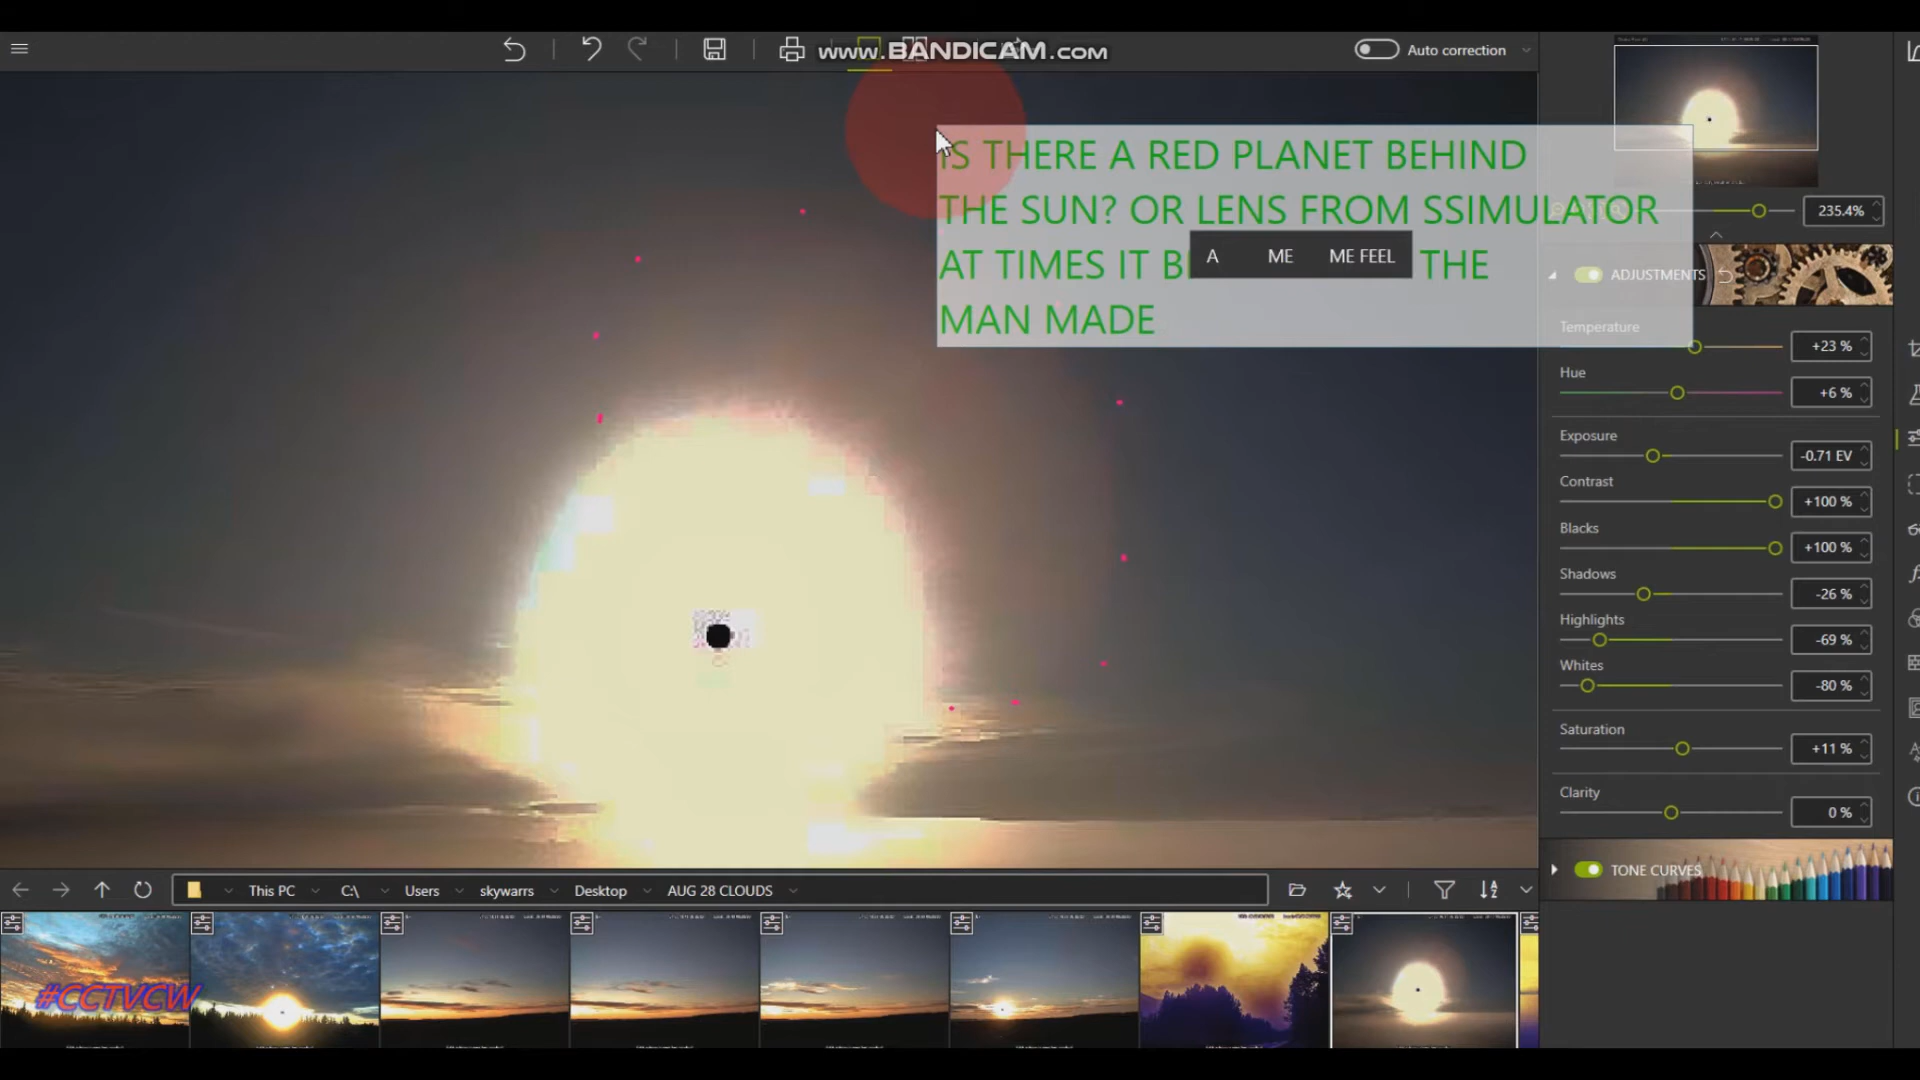 www.BANDICAM.com
Auto correction
IS THERE A RED PLANET BEHIND
THE SUN? OR LENS FROM SSIMULATOR
AT TIMES IT B
A ME ME FEEL
THE
MAN MADE
235.4%
ADJUSTMENTS
Temperature
+23 %
Hue
+6 %
Exposure
-0.71 EV
Contrast
+100 %
Blacks
+100 %
Shadows
-26 %
Highlights
-69 %
Whites
-80 %
Saturation
+11 %
Clarity
0 %
TONE CURVES
This PC C:\ Users skywarrs Desktop AUG 28 CLOUDS
#CCTVCW